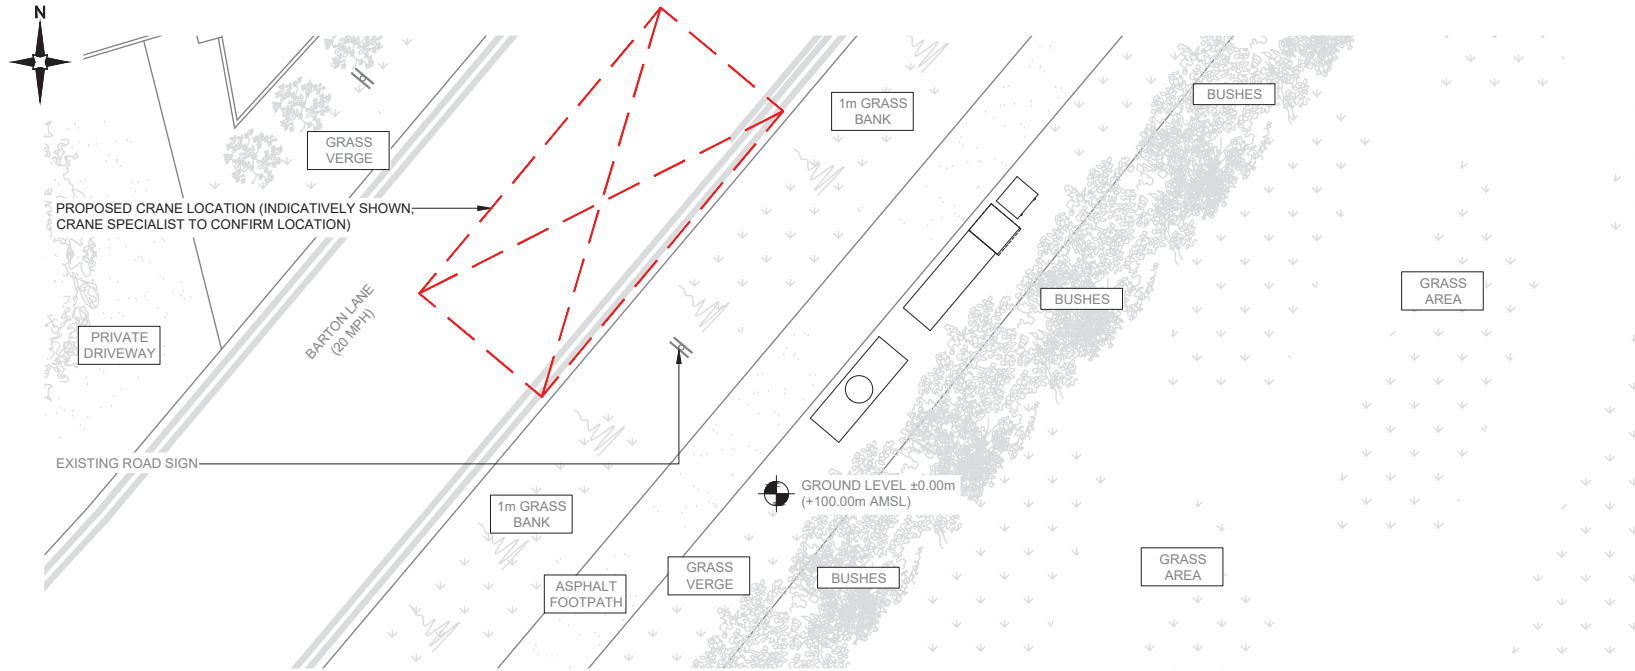 N
1m GRASS
BANK
BUSHES
GRASS
VERGE
PROPOSED CRANE LOCATION (INDICATIVELY SHOWN,
CRANE SPECIALIST TO CONFIRM LOCATION)
BUSHES
GRASS
AREA
PRIVATE
DRIVEWAY
BARTON LANE
(20 MPH)
EXISTING ROAD SIGN
GROUND LEVEL ±0.00m
(+100.00m AMSL)
1m GRASS
BANK
ASPHALT
FOOTPATH
GRASS
VERGE
BUSHES
GRASS
AREA